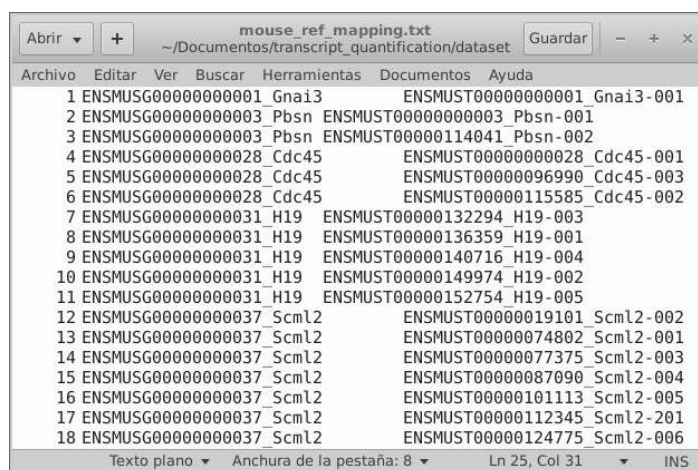 Abrir + mouse_ref_mapping.txt Guardar - + ×
~/Documentos/transcript_quantification/dataset
Archivo Editar Ver Buscar Herramientas Documentos Ayuda
1 ENSMUSG00000000001_Gnai3 ENSMUST00000000001_Gnai3-001
2 ENSMUSG00000000003_Pbsn ENSMUST00000000003_Pbsn-001
3 ENSMUSG00000000003_Pbsn ENSMUST00000114041_Pbsn-002
4 ENSMUSG00000000028_Cdc45 ENSMUST00000000028_Cdc45-001
5 ENSMUSG00000000028_Cdc45 ENSMUST00000096990_Cdc45-003
6 ENSMUSG00000000028_Cdc45 ENSMUST00000115585_Cdc45-002
7 ENSMUSG00000000031_H19 ENSMUST00000132294_H19-003
8 ENSMUSG00000000031_H19 ENSMUST00000136359_H19-001
9 ENSMUSG00000000031_H19 ENSMUST00000140716_H19-004
10 ENSMUSG00000000031_H19 ENSMUST00000149974_H19-002
11 ENSMUSG00000000031_H19 ENSMUST00000152754_H19-005
12 ENSMUSG00000000037_Scml2 ENSMUST00000019101_Scml2-002
13 ENSMUSG00000000037_Scml2 ENSMUST00000074802_Scml2-001
14 ENSMUSG00000000037_Scml2 ENSMUST00000077375_Scml2-003
15 ENSMUSG00000000037_Scml2 ENSMUST00000087090_Scml2-004
16 ENSMUSG00000000037_Scml2 ENSMUST00000101113_Scml2-005
17 ENSMUSG00000000037_Scml2 ENSMUST00000112345_Scml2-201
18 ENSMUSG00000000037_Scml2 ENSMUST00000124775_Scml2-006
Texto plano Anchura de la pestaña: 8 Ln 25, Col 31 INS